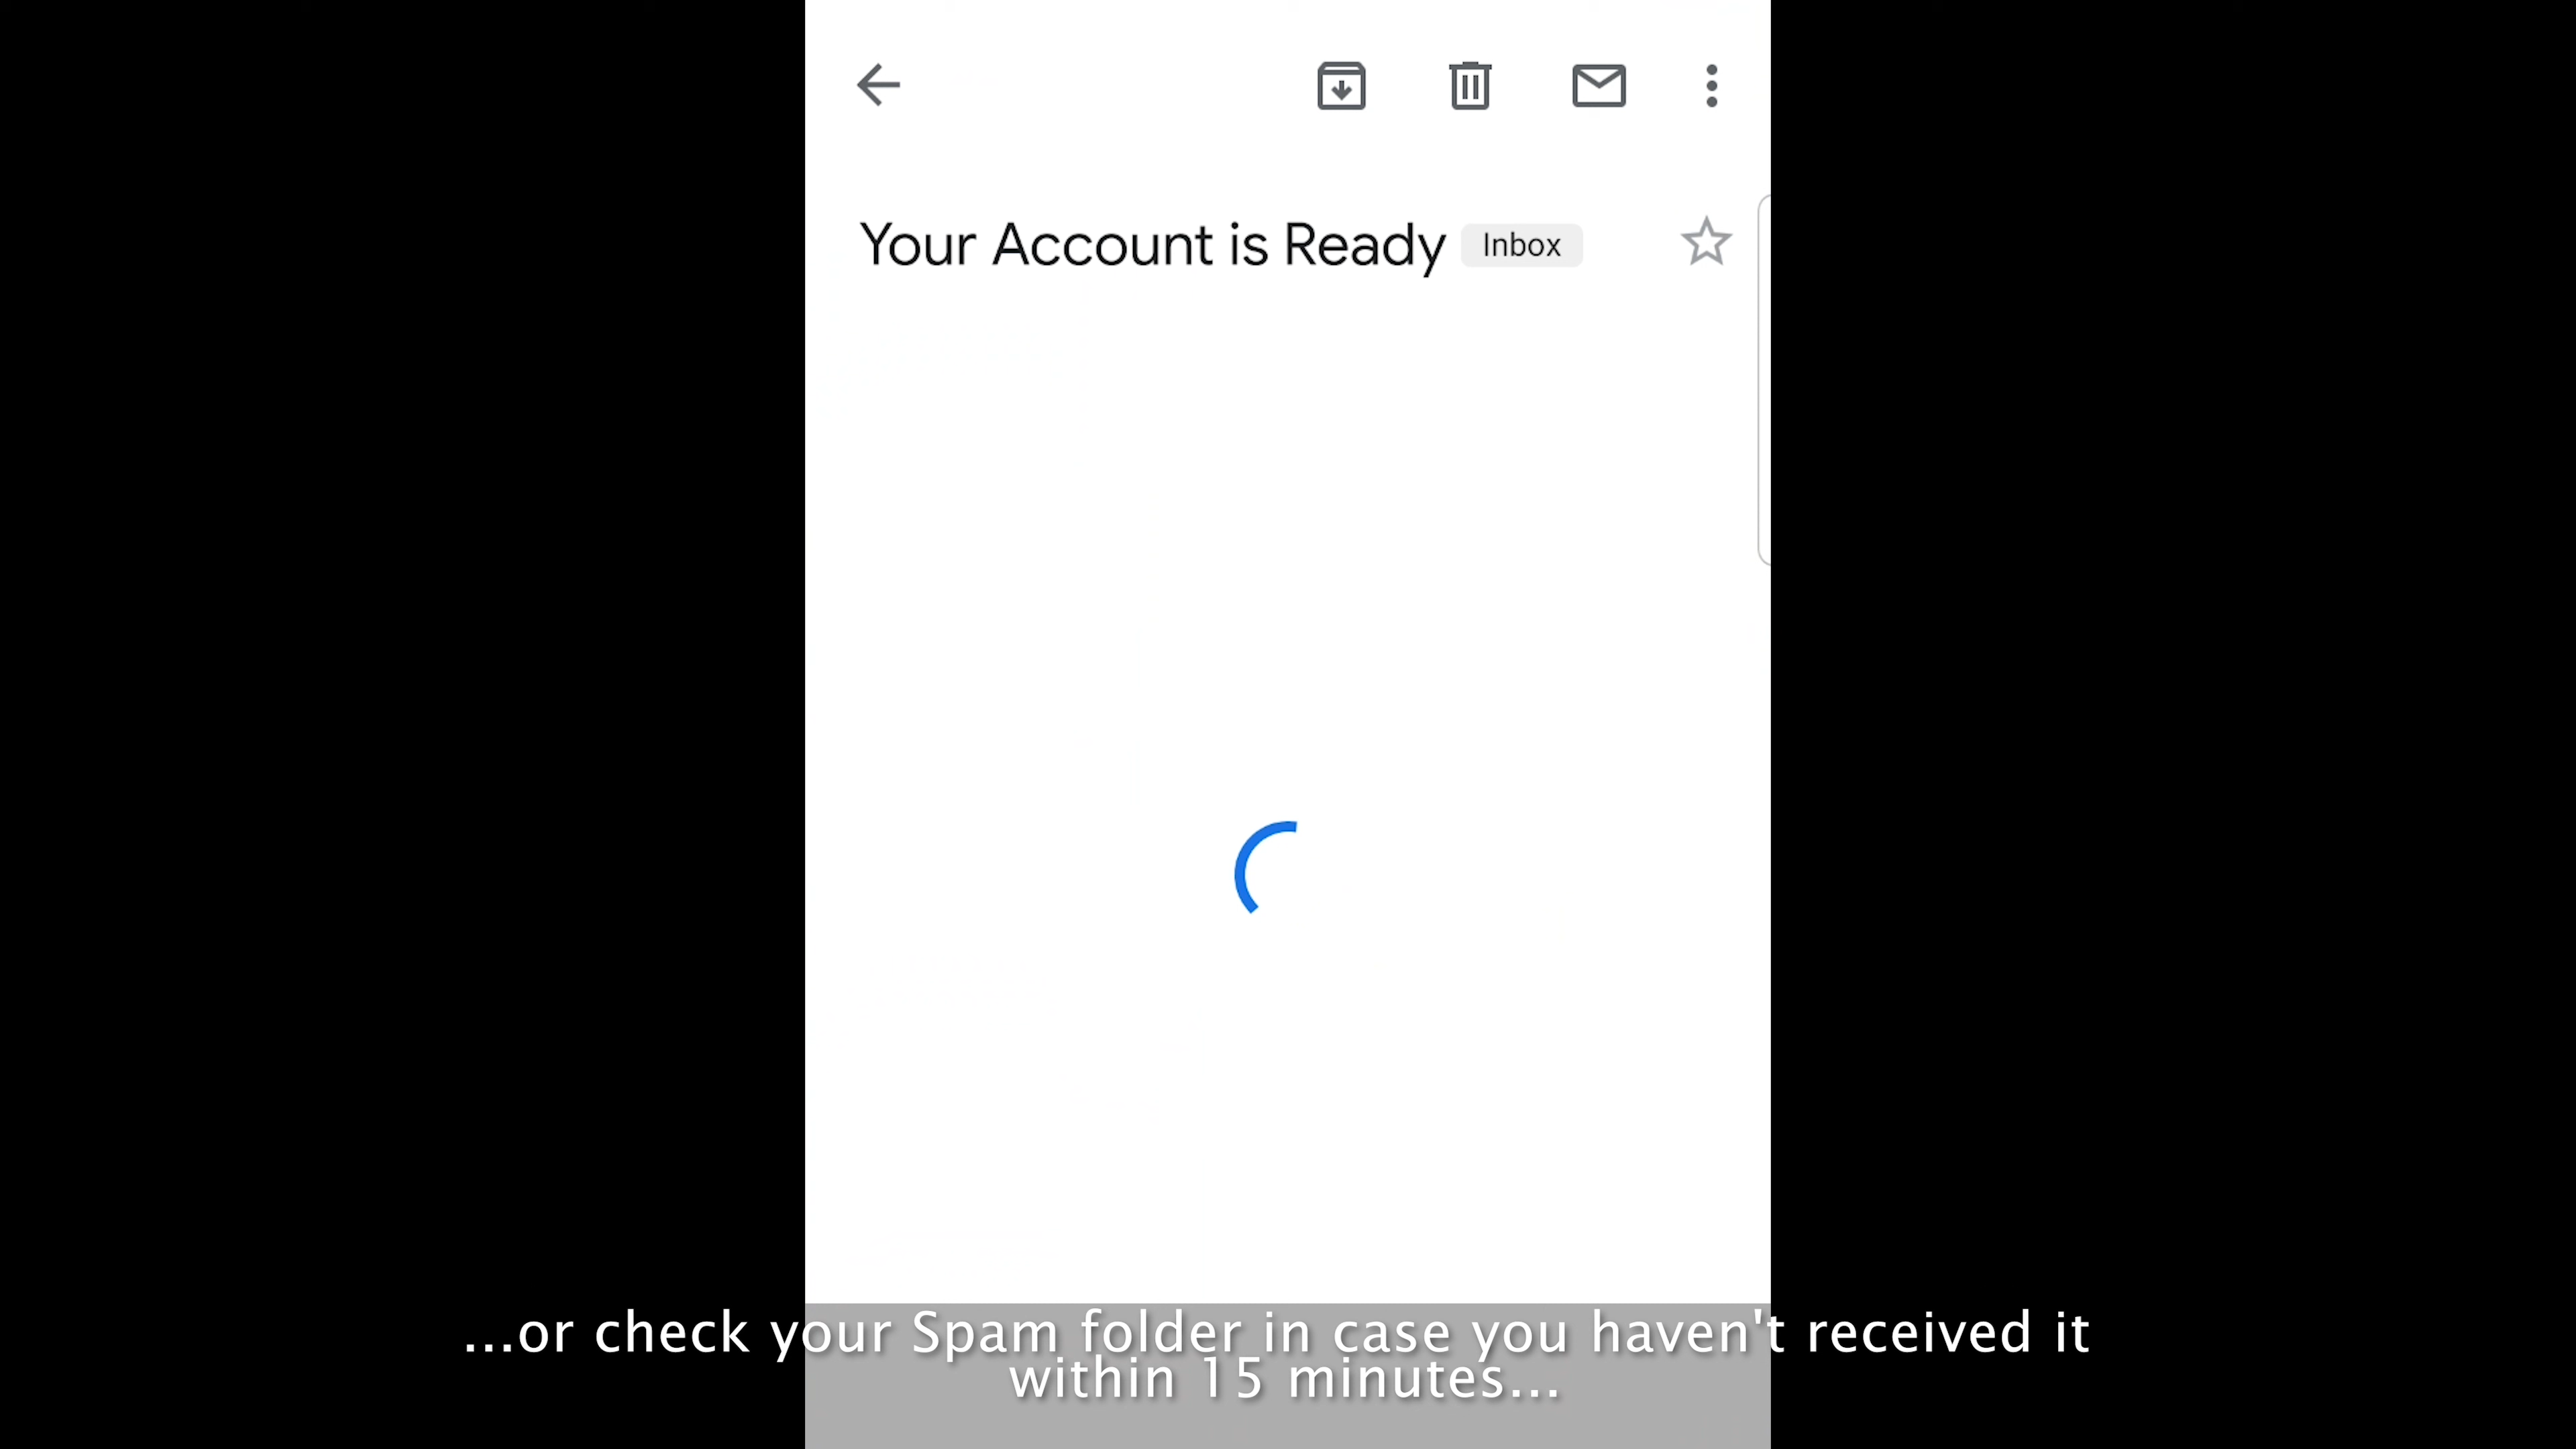 Your Account is Ready Inbox
...or check your Spam folder in case you haven't received it
within 15 minutes...